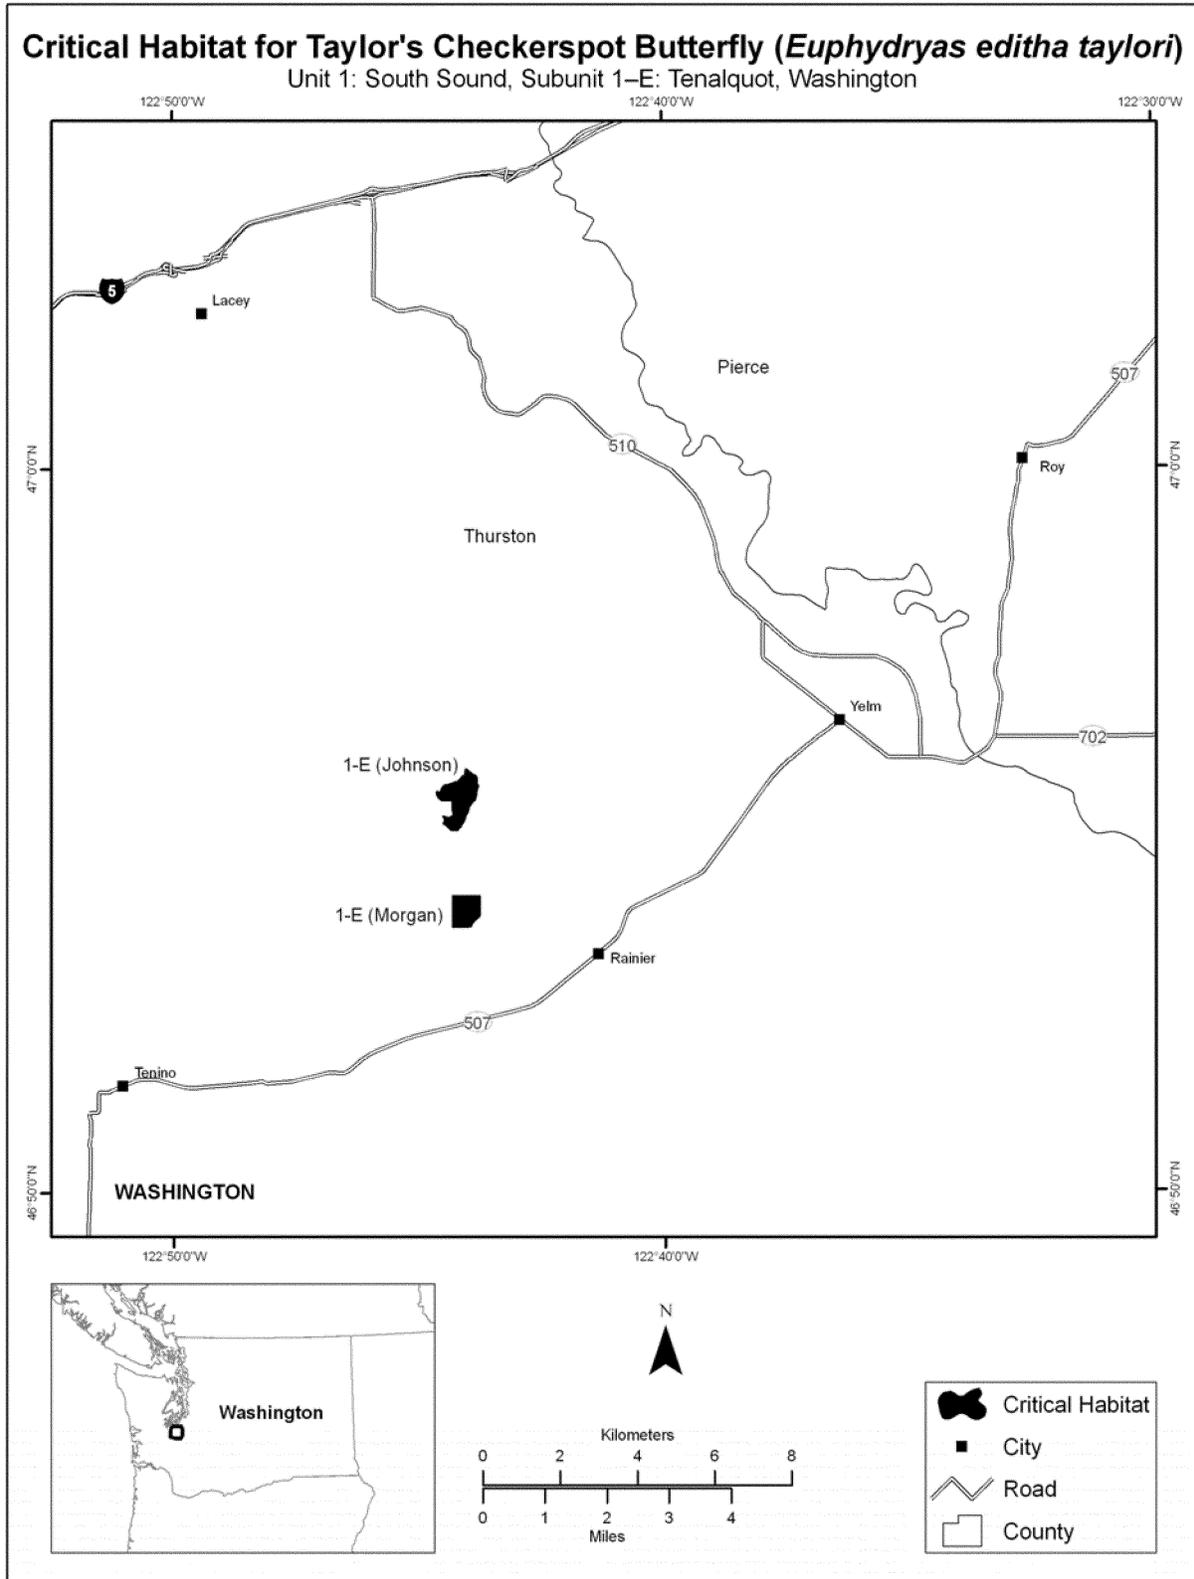 Critical Habitat for Taylor's Checkerspot Butterfly (Euphydryas editha taylori)
Unit 1: South Sound, Subunit 1–E: Tenalquot, Washington
122°50'0"W 122°40'0"W 122°30'0"W
5
Lacey
Pierce
507
510
Roy
47°0'0"N 47°0'0"N
Thurston
Yelm
702
1-E (Johnson)
1-E (Morgan)
Rainier
507
Tenino
WASHINGTON
46°50'0"N 46°50'0"N
122°50'0"W 122°40'0"W
Washington
N
Kilometers
0 2 4 6 8
0 1 2 3 4
Miles
Critical Habitat
City
Road
County